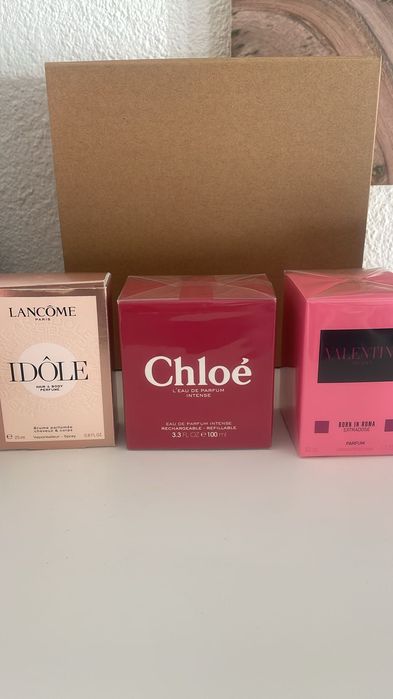 LANCÔME
PARIS
IDÔLE
HAIR & BODY
PERFUME
Brume parfumée
cheveux & corps
℮ 25 ml Vaporisateur - Spray 0.8 FL.OZ
Chloé
L'EAU DE PARFUM
INTENSE
EAU DE PARFUM INTENSE
RECHARGEABLE - REFILLABLE
3.3 FL OZ ℮ 100 ml
VALENTIN
BORN IN ROMA
EXTRADOSE
PARFUM